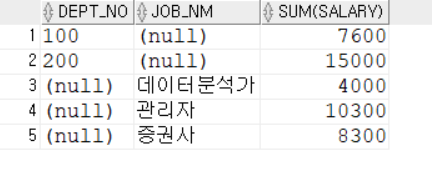 DEPT_NO JOB_NM SUM(SALARY)
1 100 (null) 7600
2 200 (null) 15000
3 (null) 데이터분석가 4000
4 (null) 관리자 10300
5 (null) 증권사 8300